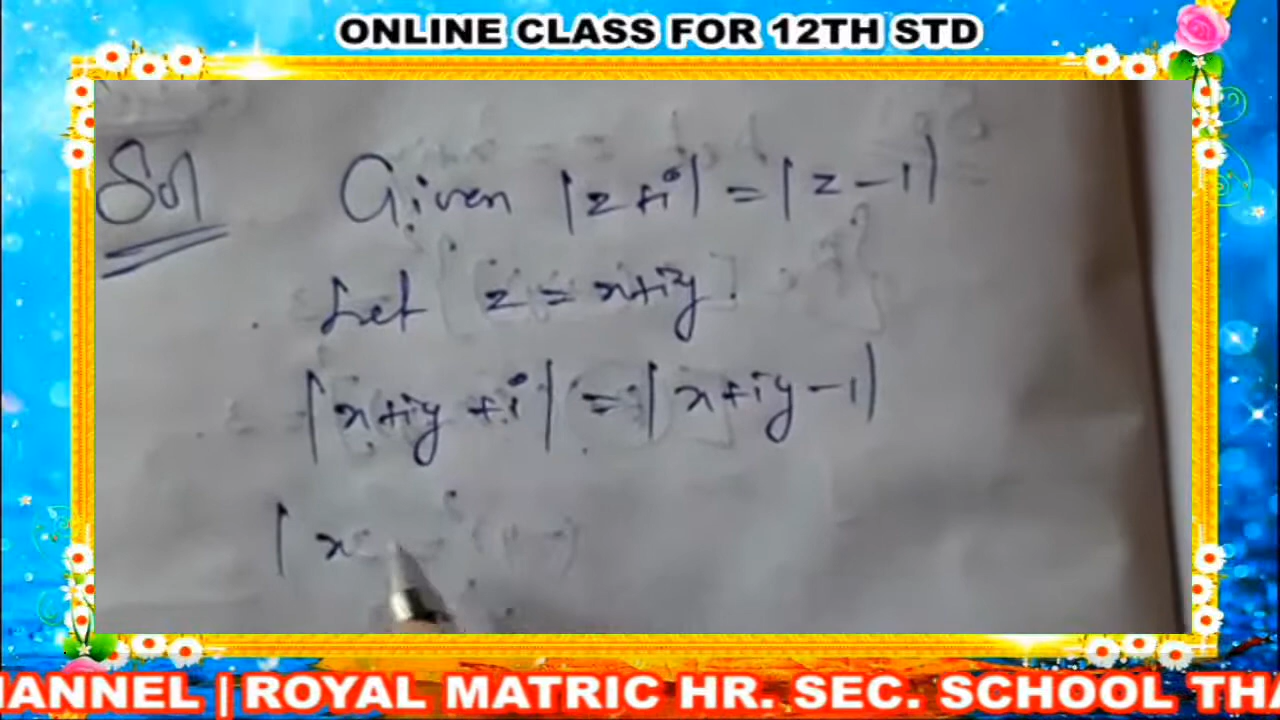 ONLINE CLASS FOR 12TH STD
Sol Given |z+i| = |z-1|
Let z = x+iy.
|x+iy+i| = |x+iy-1|
|x
HANNEL | ROYAL MATRIC HR. SEC. SCHOOL THA